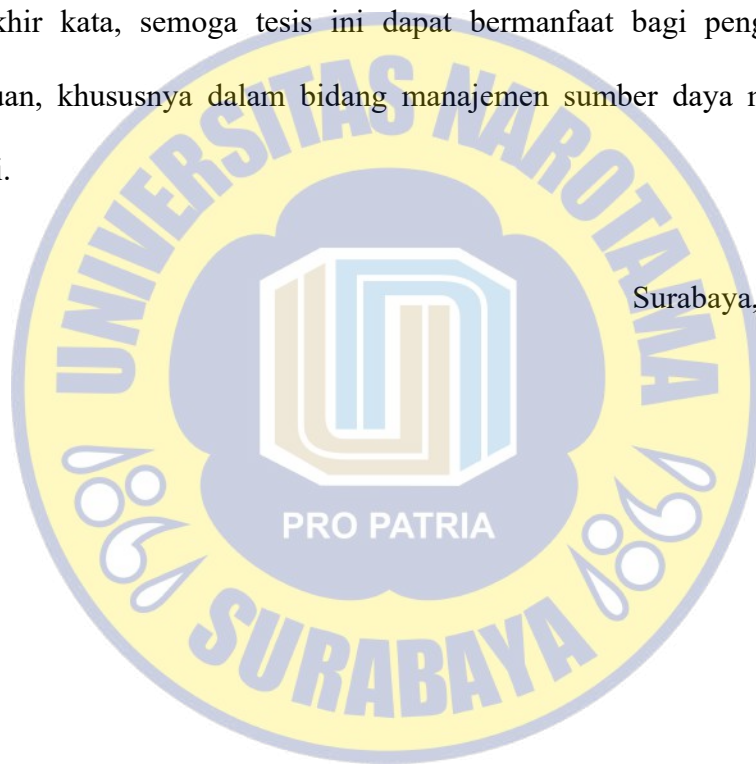 khir kata, semoga tesis ini dapat bermanfaat bagi peng
uan, khususnya dalam bidang manajemen sumber daya
i.
Surabaya,
UNIVERSITAS NAROTAMA
PRO PATRIA
SURABAYA